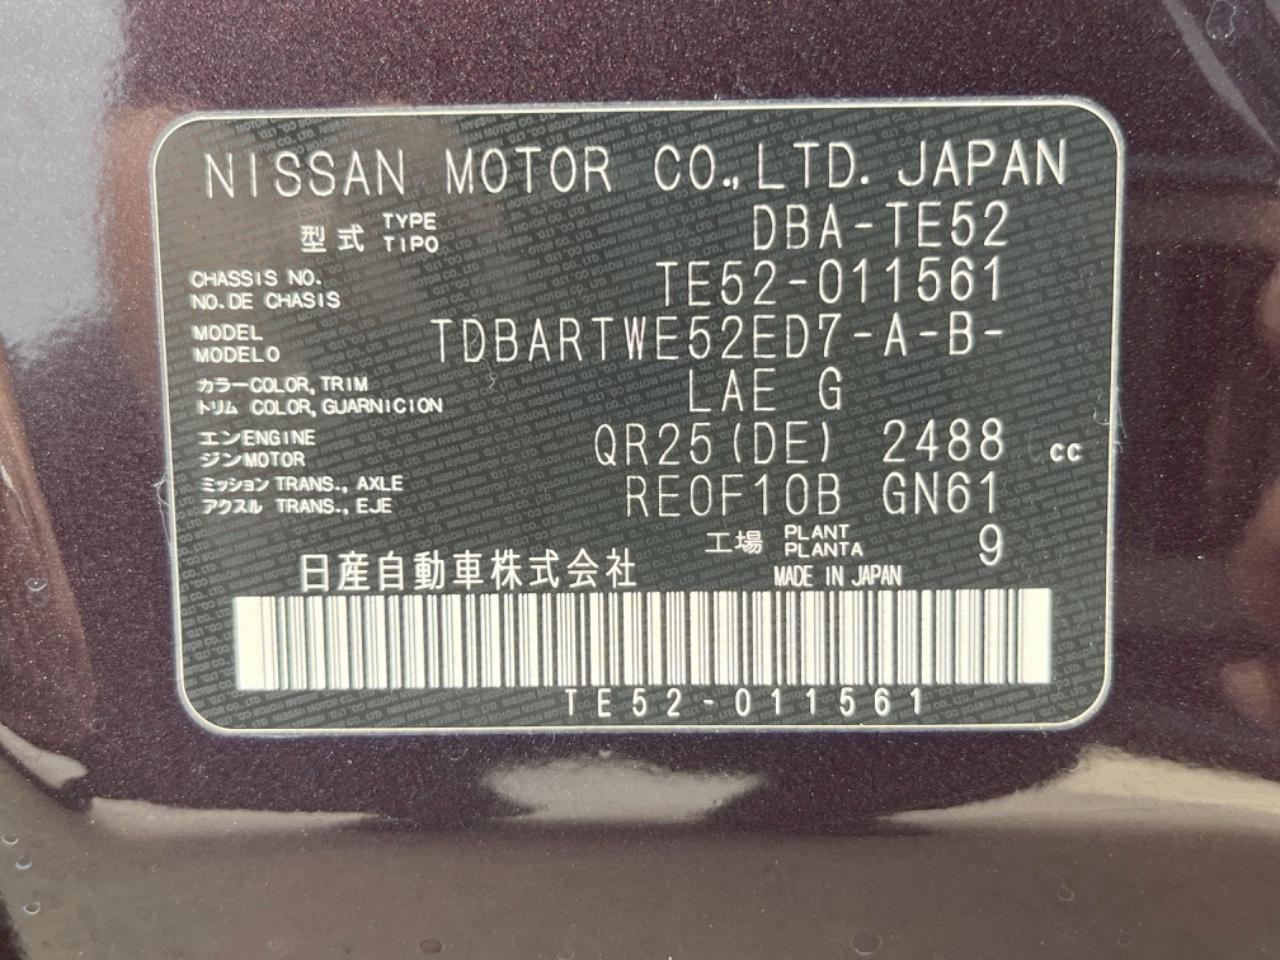 NISSAN MOTOR CO.,LTD. JAPAN
型式 TYPE TIPO DBA-TE52
CHASSIS NO. NO.DE CHASIS TE52-011561
MODEL MODELO TDBARTWE52ED7-A-B-
カラー COLOR, TRIM トリム COLOR, GUARNICION LAE G
エン ENGINE ジン MOTOR QR25(DE) 2488 cc
ミッション TRANS., AXLE アクスル TRANS., EJE RE0F10B GN61
工場 PLANT PLANTA 9
日産自動車株式会社 MADE IN JAPAN
TE52-011561